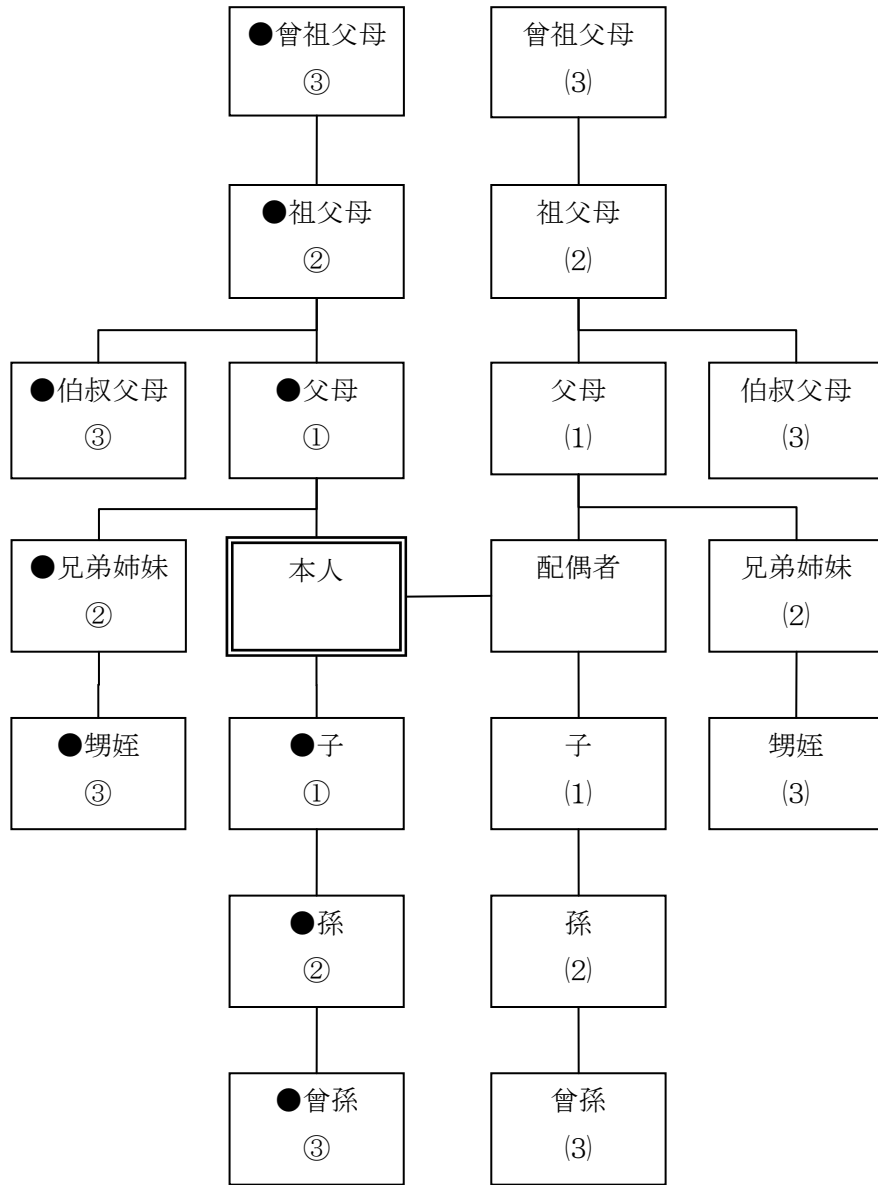 ●曾祖父母
③
曾祖父母
⑶
●祖父母
②
祖父母
⑵
●伯叔父母
③
●父母
①
父母
⑴
伯叔父母
⑶
●兄弟姉妹
②
本人
配偶者
兄弟姉妹
⑵
●甥姪
③
●子
①
子
⑴
甥姪
⑶
●孫
②
孫
⑵
●曾孫
③
曾孫
⑶